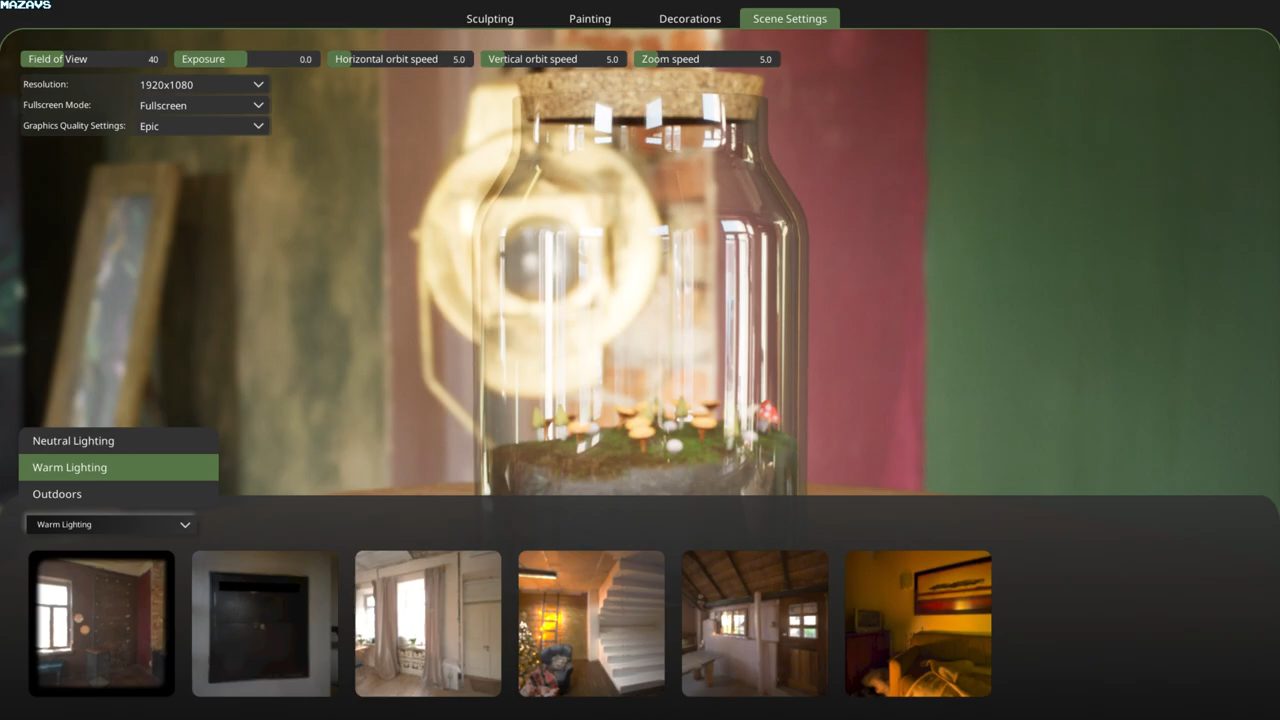 MAZAVS
Sculpting Painting Decorations Scene Settings
Field of View 40 Exposure 0.0 Horizontal orbit speed 5.0 Vertical orbit speed 5.0 Zoom speed 5.0
Resolution: 1920x1080
Fullscreen Mode: Fullscreen
Graphics Quality Settings: Epic
Neutral Lighting
Warm Lighting
Outdoors
Warm Lighting